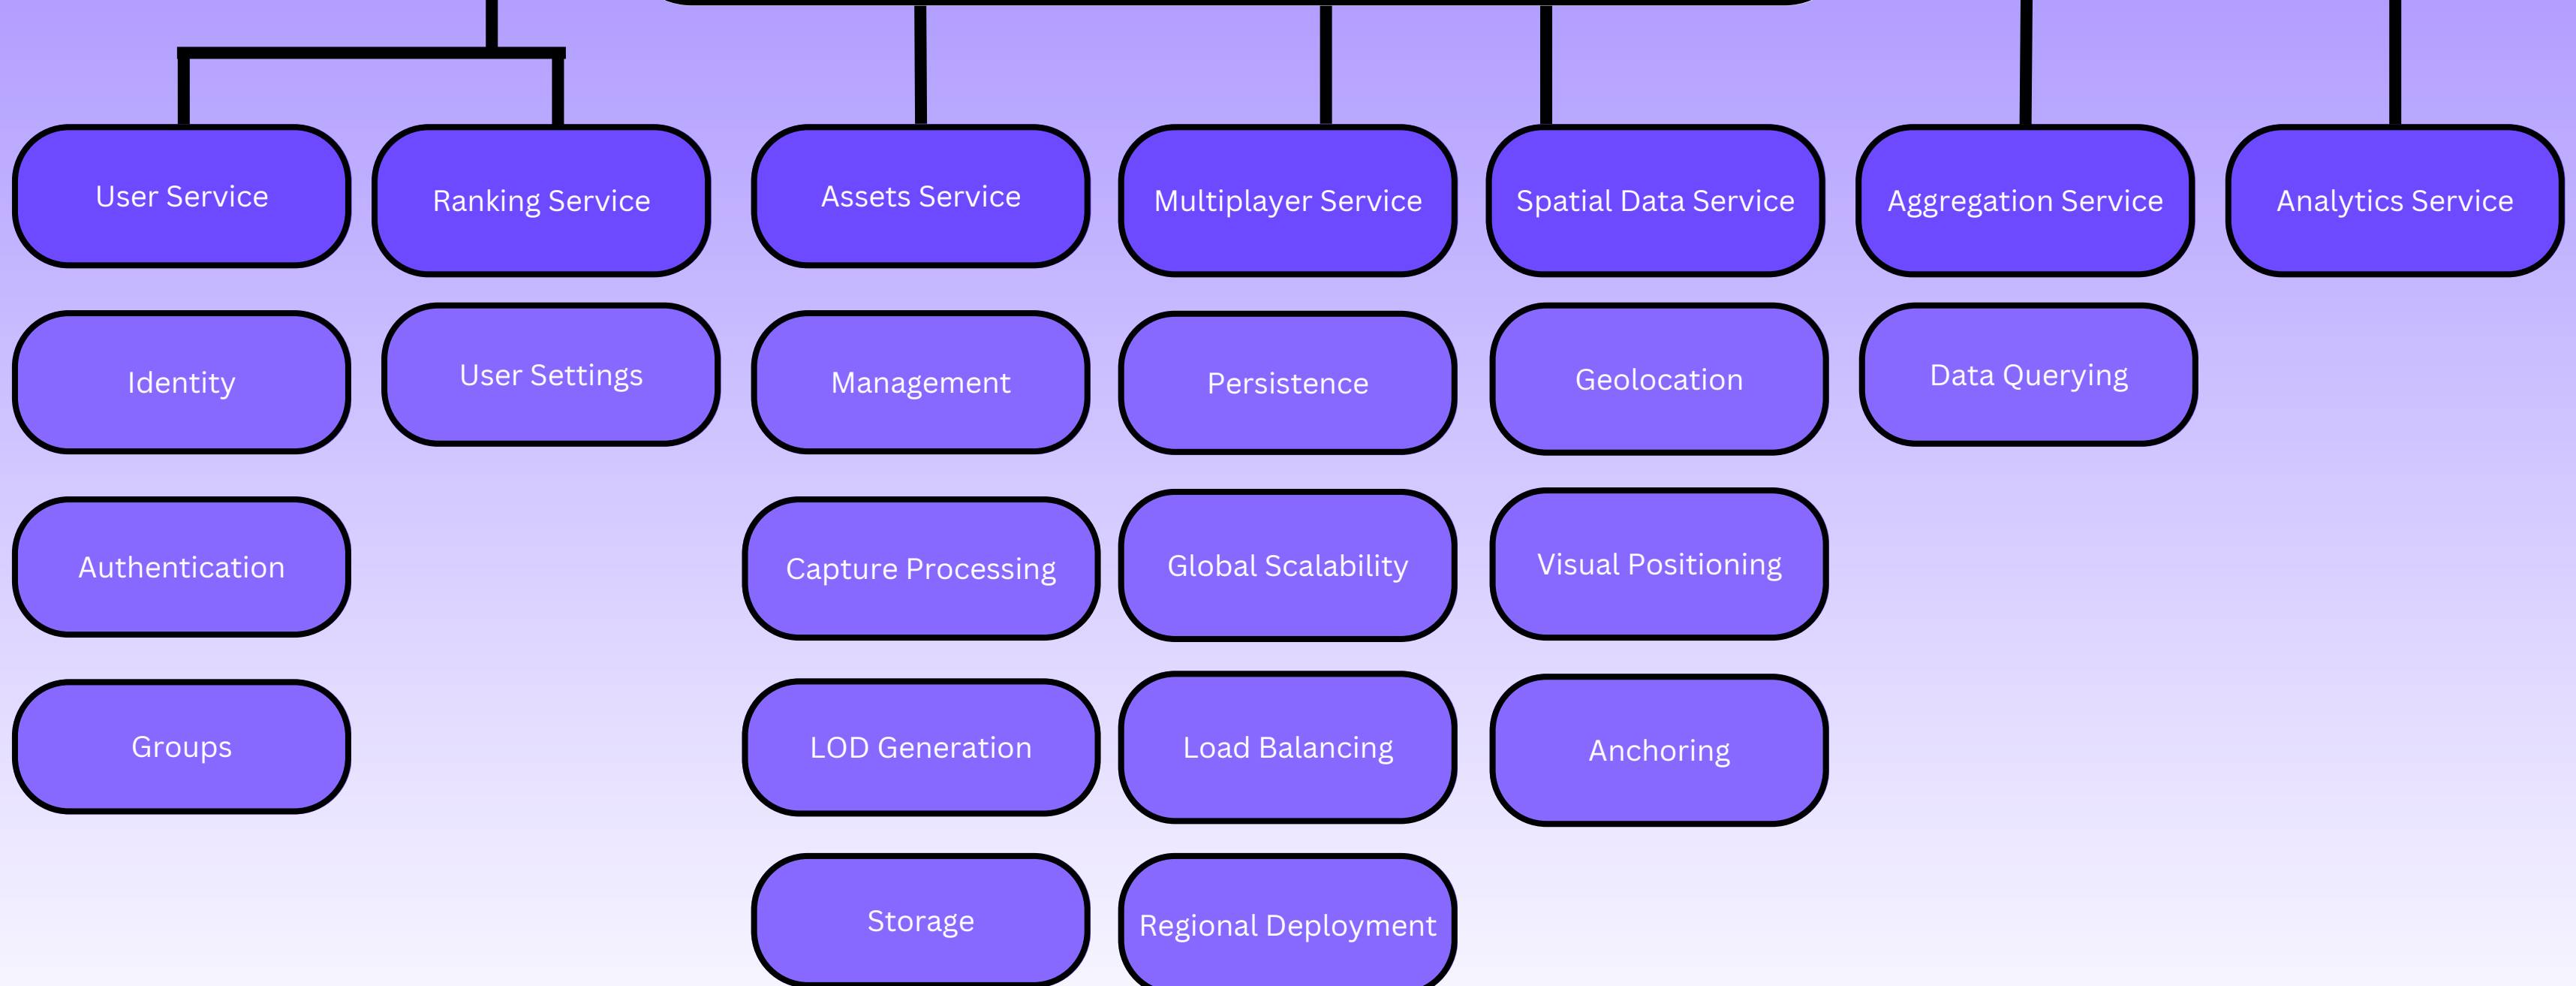 User Service
Ranking Service
Assets Service
Multiplayer Service
Spatial Data Service
Aggregation Service
Analytics Service
Identity
User Settings
Management
Persistence
Geolocation
Data Querying
Authentication
Capture Processing
Global Scalability
Visual Positioning
Groups
LOD Generation
Load Balancing
Anchoring
Storage
Regional Deployment